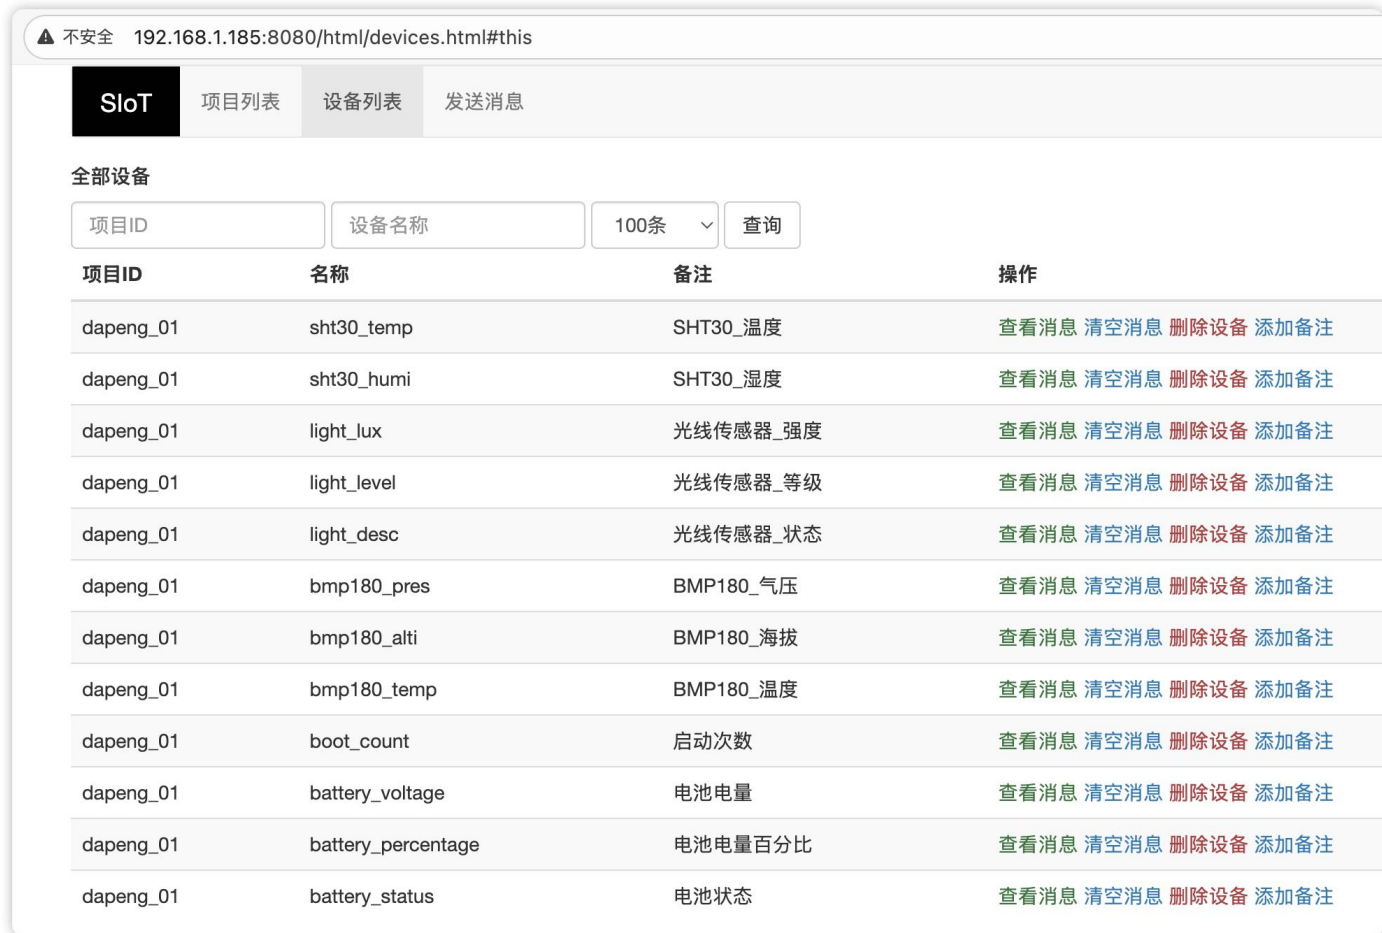 不安全 192.168.1.185:8080/html/devices.html#this
SIoT 项目列表 设备列表 发送消息
全部设备
项目ID 设备名称 100条 查询
项目ID 名称 备注 操作
dapeng_01 sht30_temp SHT30_温度 查看消息 清空消息 删除设备 添加备注
dapeng_01 sht30_humi SHT30_湿度 查看消息 清空消息 删除设备 添加备注
dapeng_01 light_lux 光线传感器_强度 查看消息 清空消息 删除设备 添加备注
dapeng_01 light_level 光线传感器_等级 查看消息 清空消息 删除设备 添加备注
dapeng_01 light_desc 光线传感器_状态 查看消息 清空消息 删除设备 添加备注
dapeng_01 bmp180_pres BMP180_气压 查看消息 清空消息 删除设备 添加备注
dapeng_01 bmp180_alti BMP180_海拔 查看消息 清空消息 删除设备 添加备注
dapeng_01 bmp180_temp BMP180_温度 查看消息 清空消息 删除设备 添加备注
dapeng_01 boot_count 启动次数 查看消息 清空消息 删除设备 添加备注
dapeng_01 battery_voltage 电池电量 查看消息 清空消息 删除设备 添加备注
dapeng_01 battery_percentage 电池电量百分比 查看消息 清空消息 删除设备 添加备注
dapeng_01 battery_status 电池状态 查看消息 清空消息 删除设备 添加备注